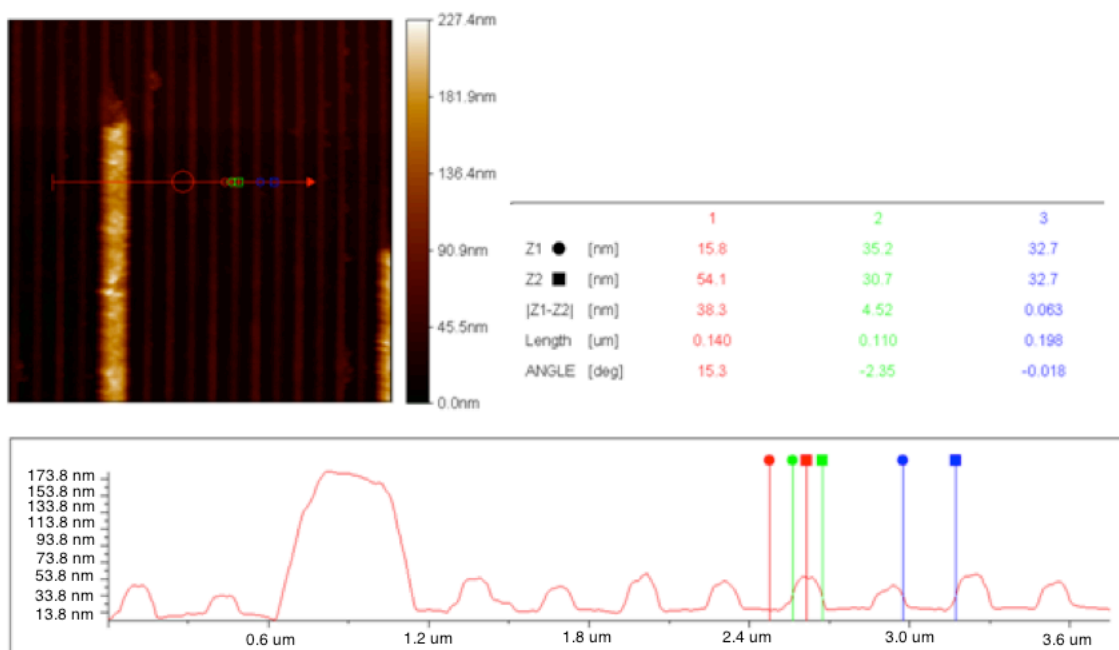 227.4nm
181.9nm
136.4nm
90.9nm
45.5nm
0.0nm
1 2 3
Z1 [nm] 15.8 35.2 32.7
Z2 [nm] 54.1 30.7 32.7
|Z1-Z2| [nm] 38.3 4.52 0.063
Length [um] 0.140 0.110 0.198
ANGLE [deg] 15.3 -2.35 -0.018
173.8 nm
153.8 nm
133.8 nm
113.8 nm
93.8 nm
73.8 nm
53.8 nm
33.8 nm
13.8 nm
0.6 um 1.2 um 1.8 um 2.4 um 3.0 um 3.6 um